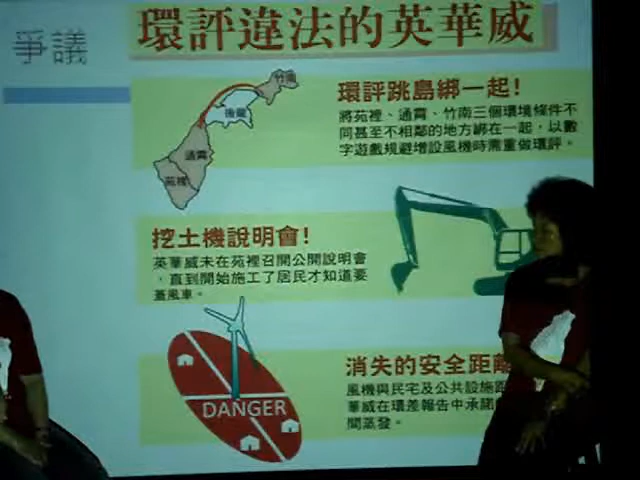 爭議
環評違法的英華威
環評跳島綁一起!
將苑裡、通霄、竹南三個環境條件不
同甚至不相鄰的地方綁在一起，以數
字遊戲規避增設風機時需重做環評。
竹南
後龍
通霄
苑裡
挖土機說明會!
英華威未在苑裡召開公開說明會
，直到開始施工了居民才知道要
蓋風車。
消失的安全距離
風機與民宅及公共設施距
華威在環差報告中承諾
間蒸發。
DANGER